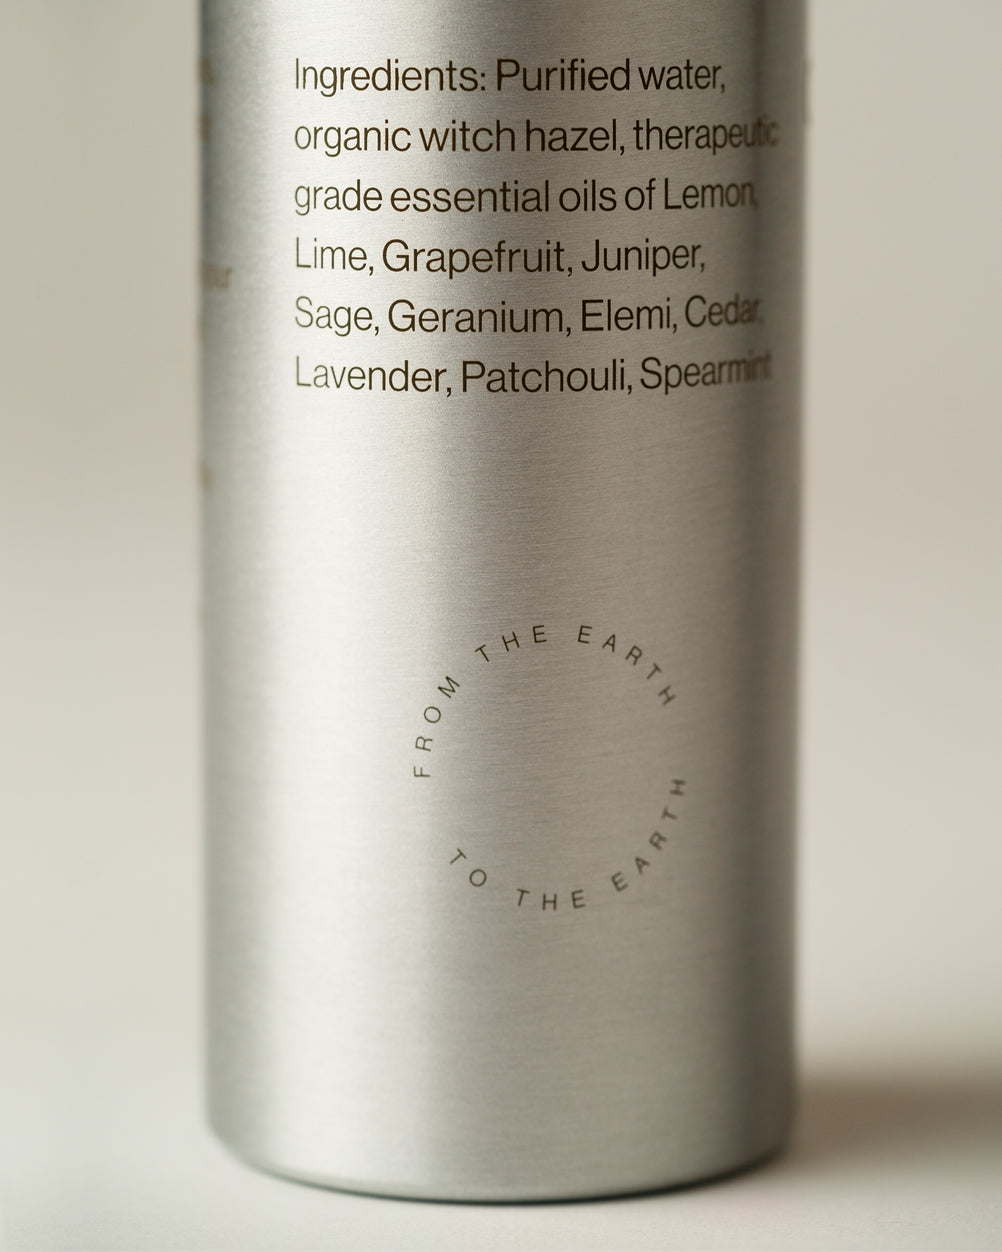 Ingredients: Purified water,
organic witch hazel, therapeutic
grade essential oils of Lemon,
Lime, Grapefruit, Juniper,
Sage, Geranium, Elemi, Cedar,
Lavender, Patchouli, Spearmint
FROM THE EARTH
TO THE EARTH